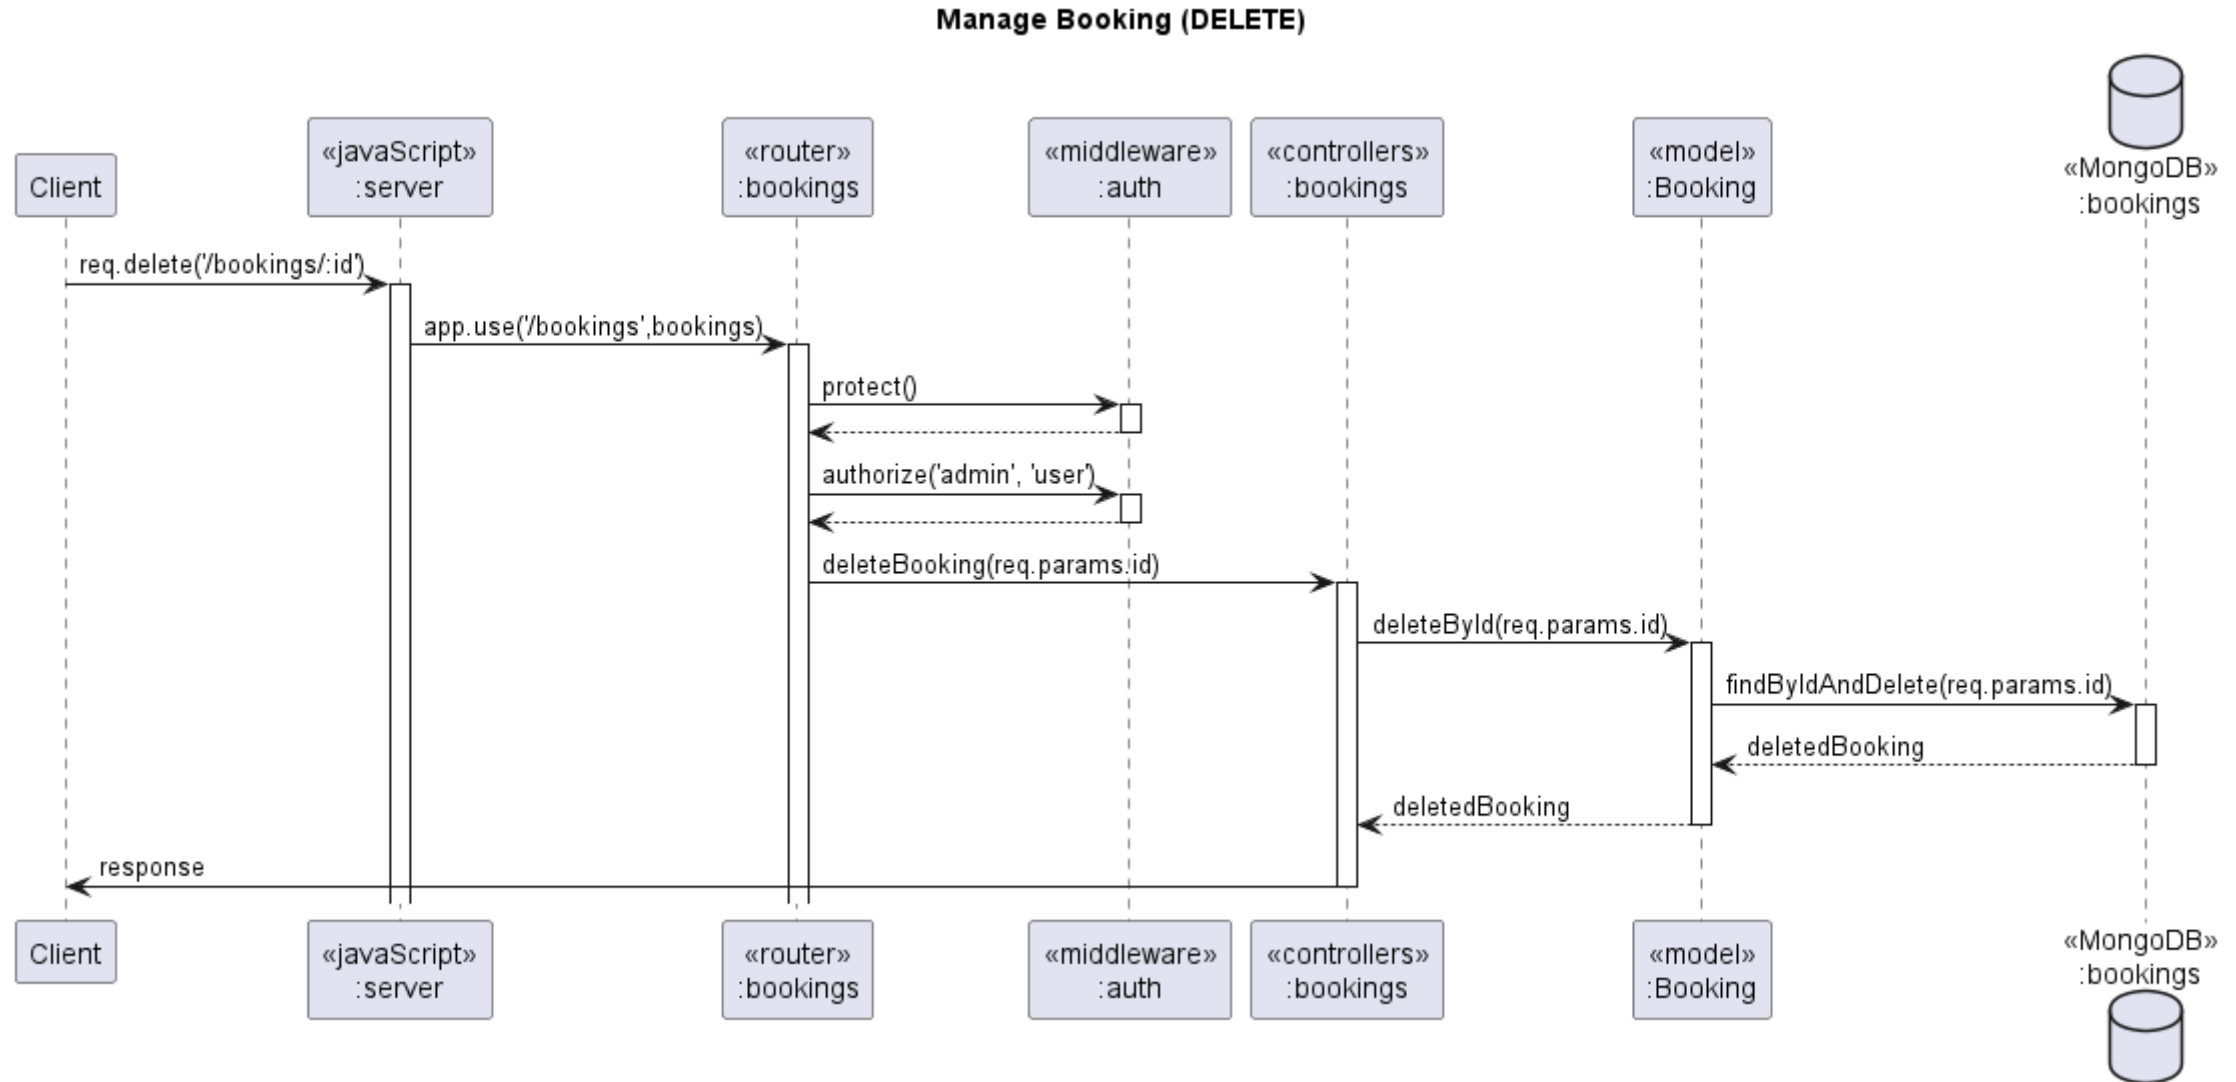 Manage Booking (DELETE)
Client
«javaScript»
:server
«router»
:bookings
«middleware»
:auth
«controllers»
:bookings
«model»
:Booking
«MongoDB»
:bookings
req.delete('/bookings/:id')
app.use('/bookings',bookings)
protect()
authorize('admin', 'user')
deleteBooking(req.params.id)
deleteById(req.params.id)
findByIdAndDelete(req.params.id)
deletedBooking
deletedBooking
response
Client
«javaScript»
:server
«router»
:bookings
«middleware»
:auth
«controllers»
:bookings
«model»
:Booking
«MongoDB»
:bookings